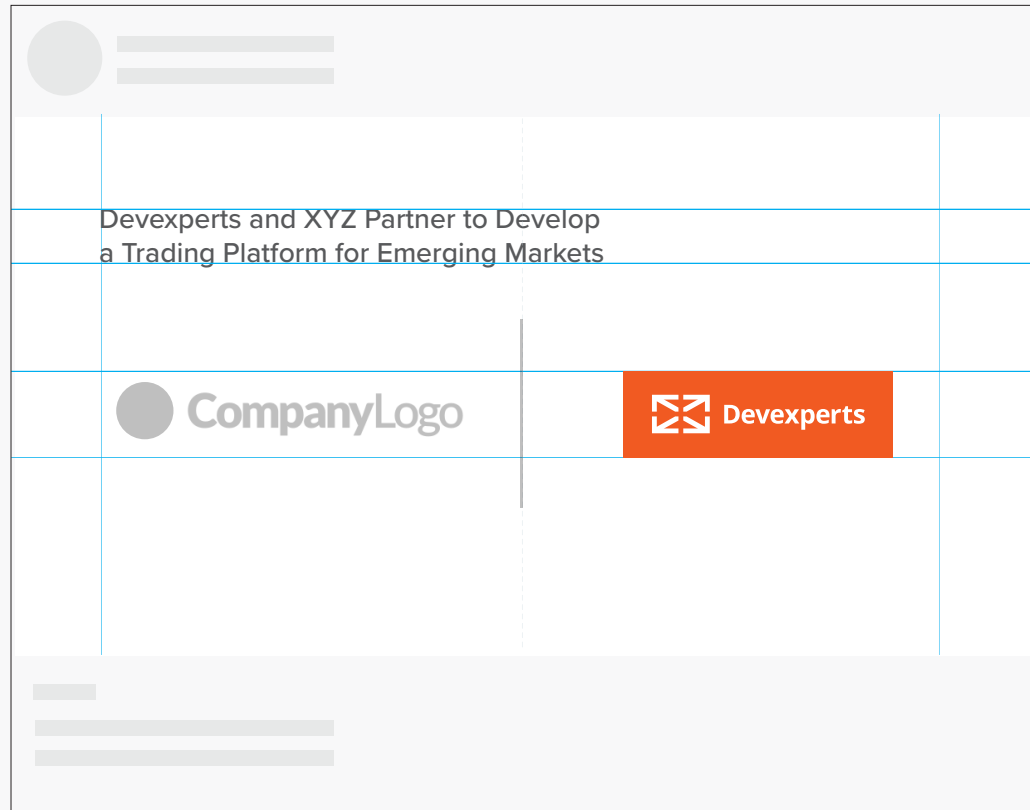 Devexperts and XYZ Partner to Develop
a Trading Platform for Emerging Markets
CompanyLogo
Devexperts